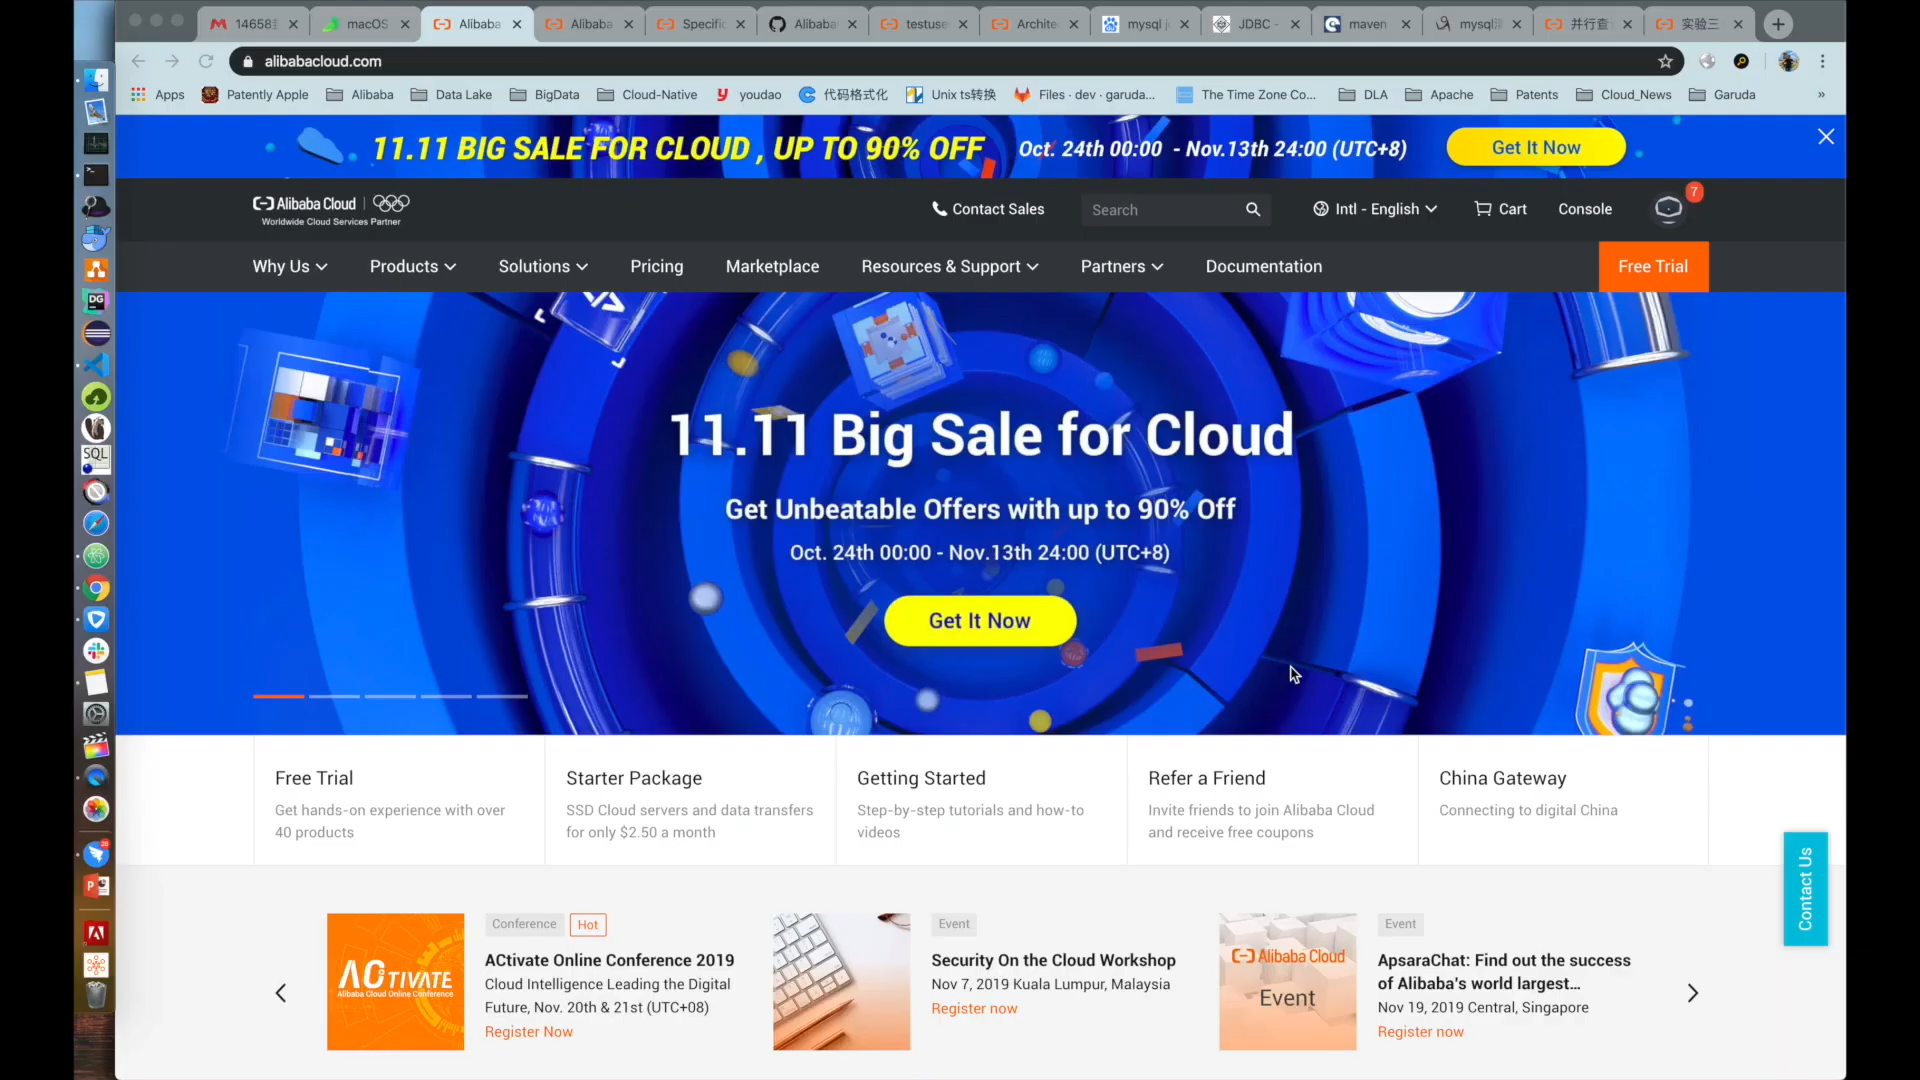 14658
macOS
Alibaba
Alibaba
Specific
Alibaba
testuse
Archite
mysql j
JDBC -
maven
mysql
并行查
实验三
alibabacloud.com
Apps
Patently Apple
Alibaba
Data Lake
BigData
Cloud-Native
youdao
代码格式化
Unix ts转换
Files · dev · garuda...
The Time Zone Co...
DLA
Apache
Patents
Cloud_News
Garuda
»
11.11 BIG SALE FOR CLOUD , UP TO 90% OFF
Oct. 24th 00:00 - Nov.13th 24:00 (UTC+8)
Get It Now
Alibaba Cloud
Worldwide Cloud Services Partner
Contact Sales
Search
Intl - English
Cart
Console
7
Why Us
Products
Solutions
Pricing
Marketplace
Resources & Support
Partners
Documentation
Free Trial
11.11 Big Sale for Cloud
Get Unbeatable Offers with up to 90% Off
Oct. 24th 00:00 - Nov.13th 24:00 (UTC+8)
Get It Now
Free Trial
Get hands-on experience with over
40 products
Starter Package
SSD Cloud servers and data transfers
for only $2.50 a month
Getting Started
Step-by-step tutorials and how-to
videos
Refer a Friend
Invite friends to join Alibaba Cloud
and receive free coupons
China Gateway
Connecting to digital China
Contact Us
ACTIVATE
Alibaba Cloud Online Conference
Conference
Hot
ACtivate Online Conference 2019
Cloud Intelligence Leading the Digital
Future, Nov. 20th & 21st (UTC+08)
Register Now
Event
Security On the Cloud Workshop
Nov 7, 2019 Kuala Lumpur, Malaysia
Register now
Alibaba Cloud
Event
Event
ApsaraChat: Find out the success
of Alibaba's world largest...
Nov 19, 2019 Central, Singapore
Register now
DG
SQL